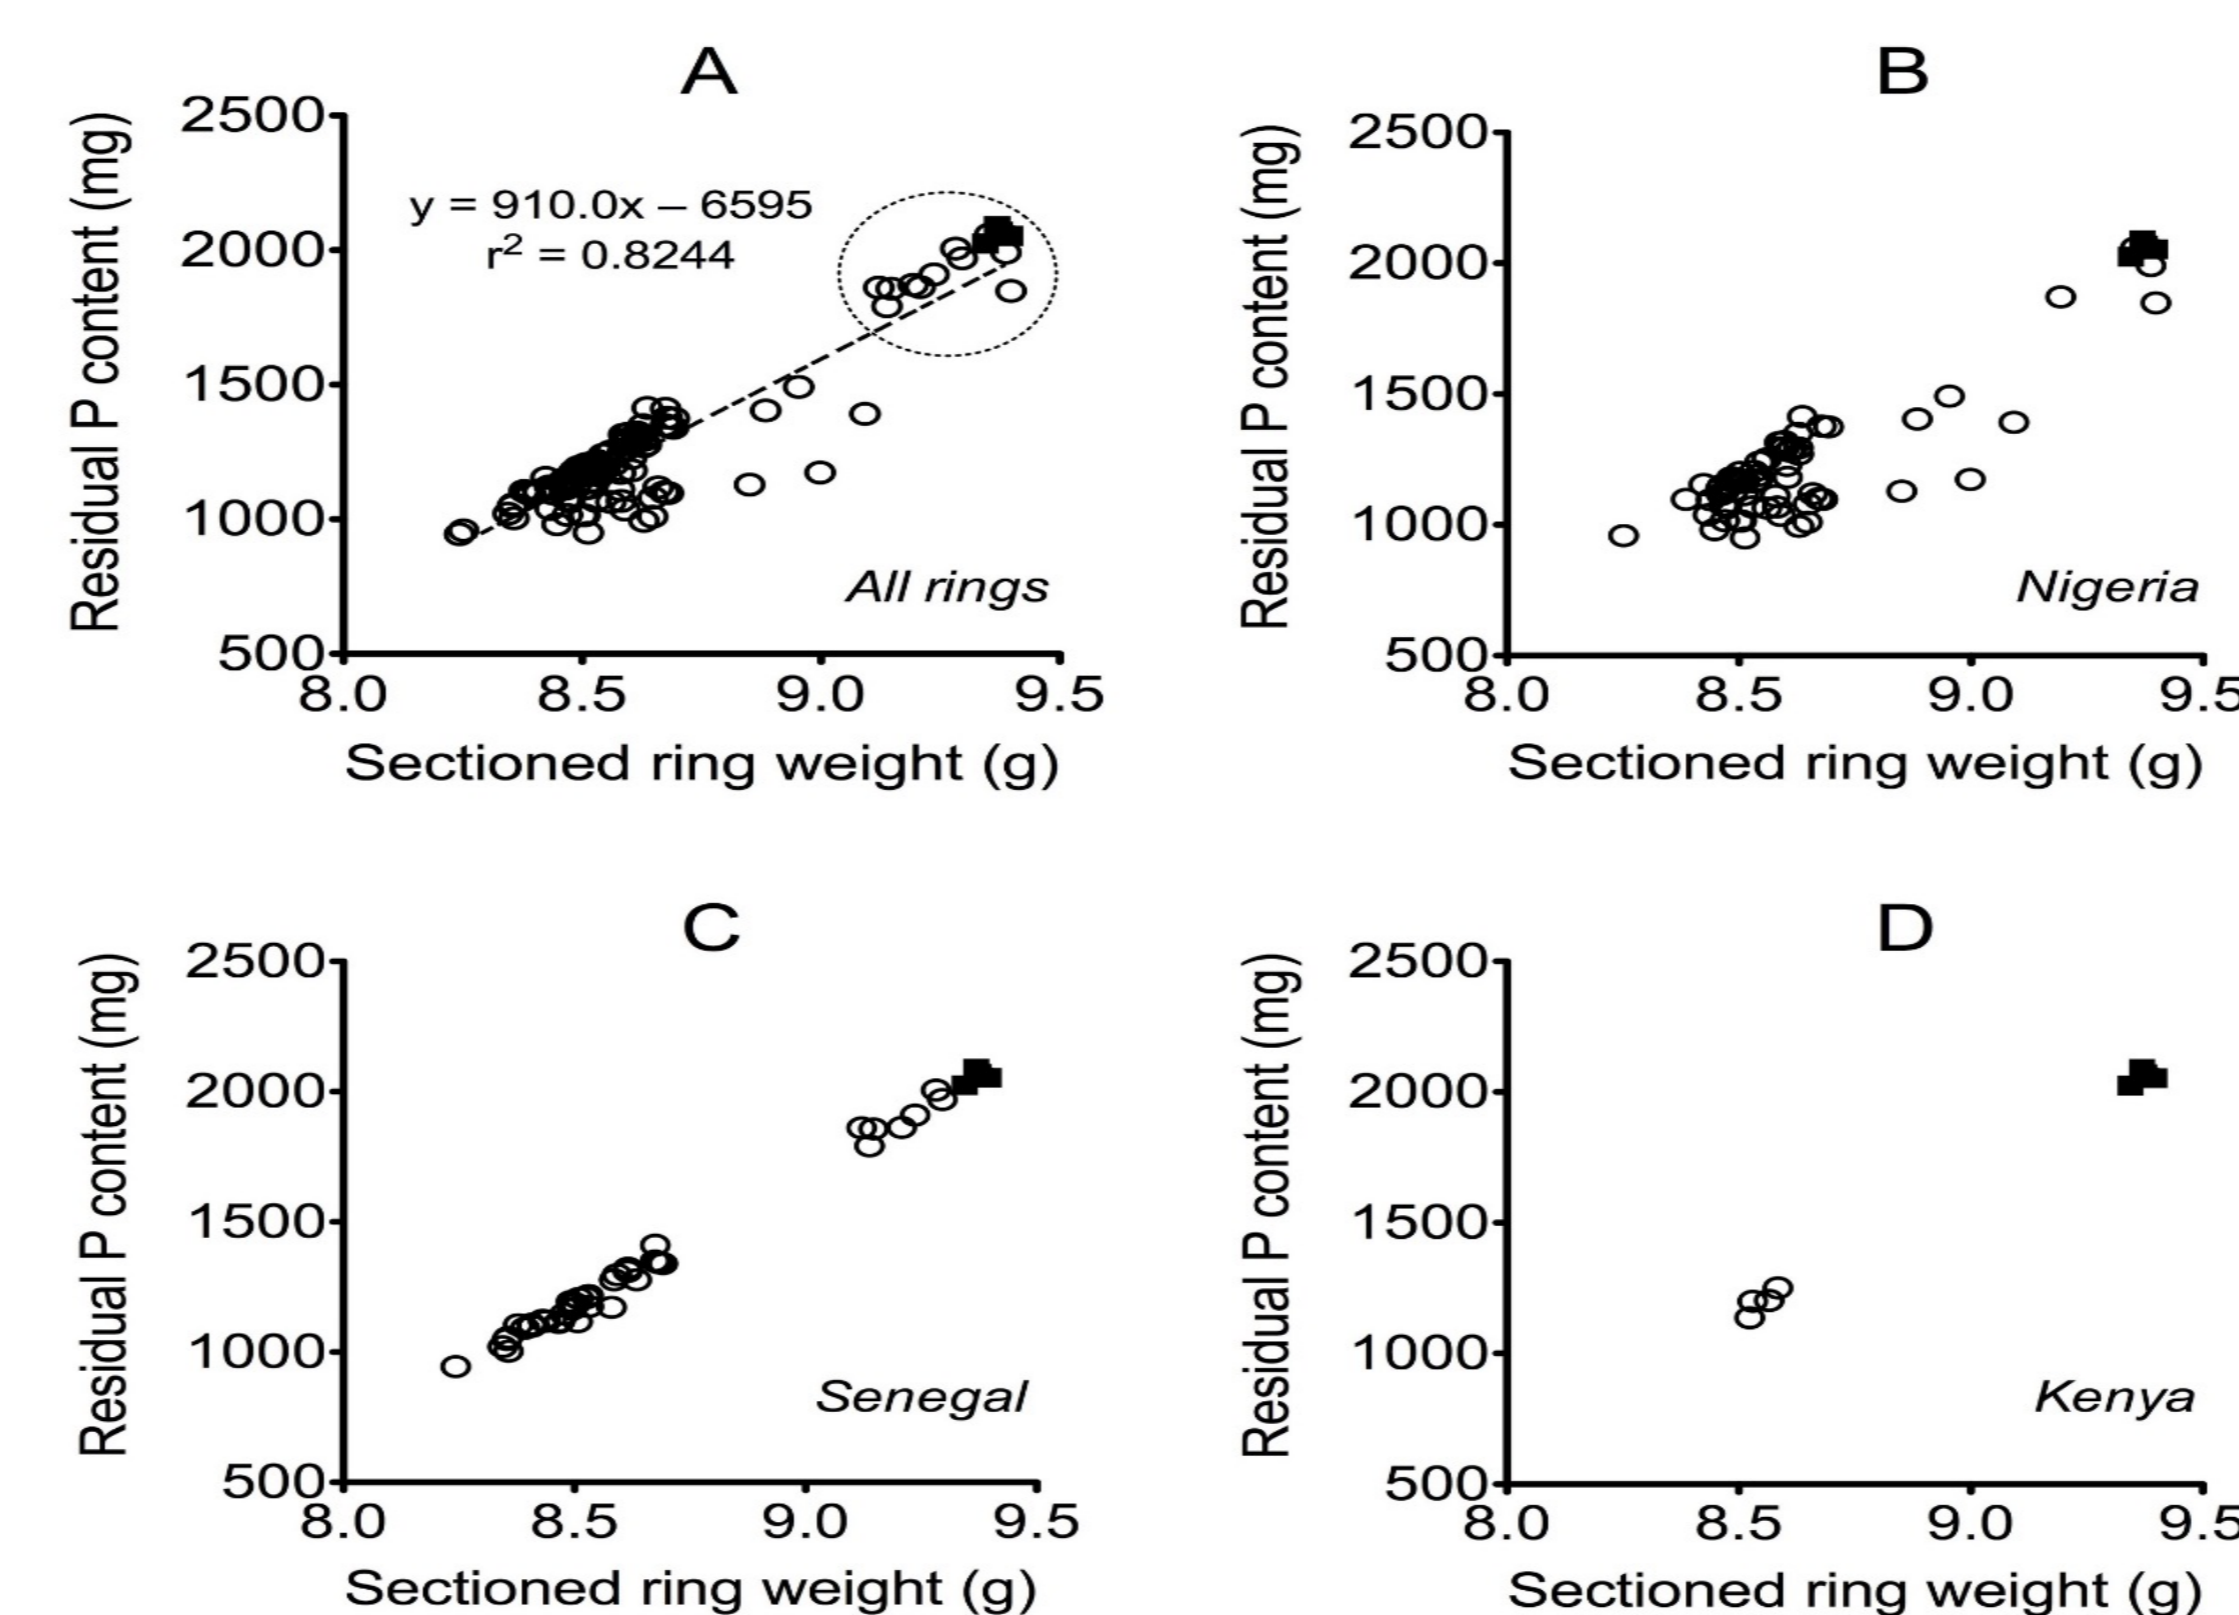 A
Residual P content (mg)
2500
2000
1500
1000
500
y = 910.0x – 6595
r² = 0.8244
All rings
8.0 8.5 9.0 9.5
Sectioned ring weight (g)
B
Residual P content (mg)
2500
2000
1500
1000
500
Nigeria
8.0 8.5 9.0 9.5
Sectioned ring weight (g)
C
Residual P content (mg)
2500
2000
1500
1000
500
Senegal
8.0 8.5 9.0 9.5
Sectioned ring weight (g)
D
Residual P content (mg)
2500
2000
1500
1000
500
Kenya
8.0 8.5 9.0 9.5
Sectioned ring weight (g)